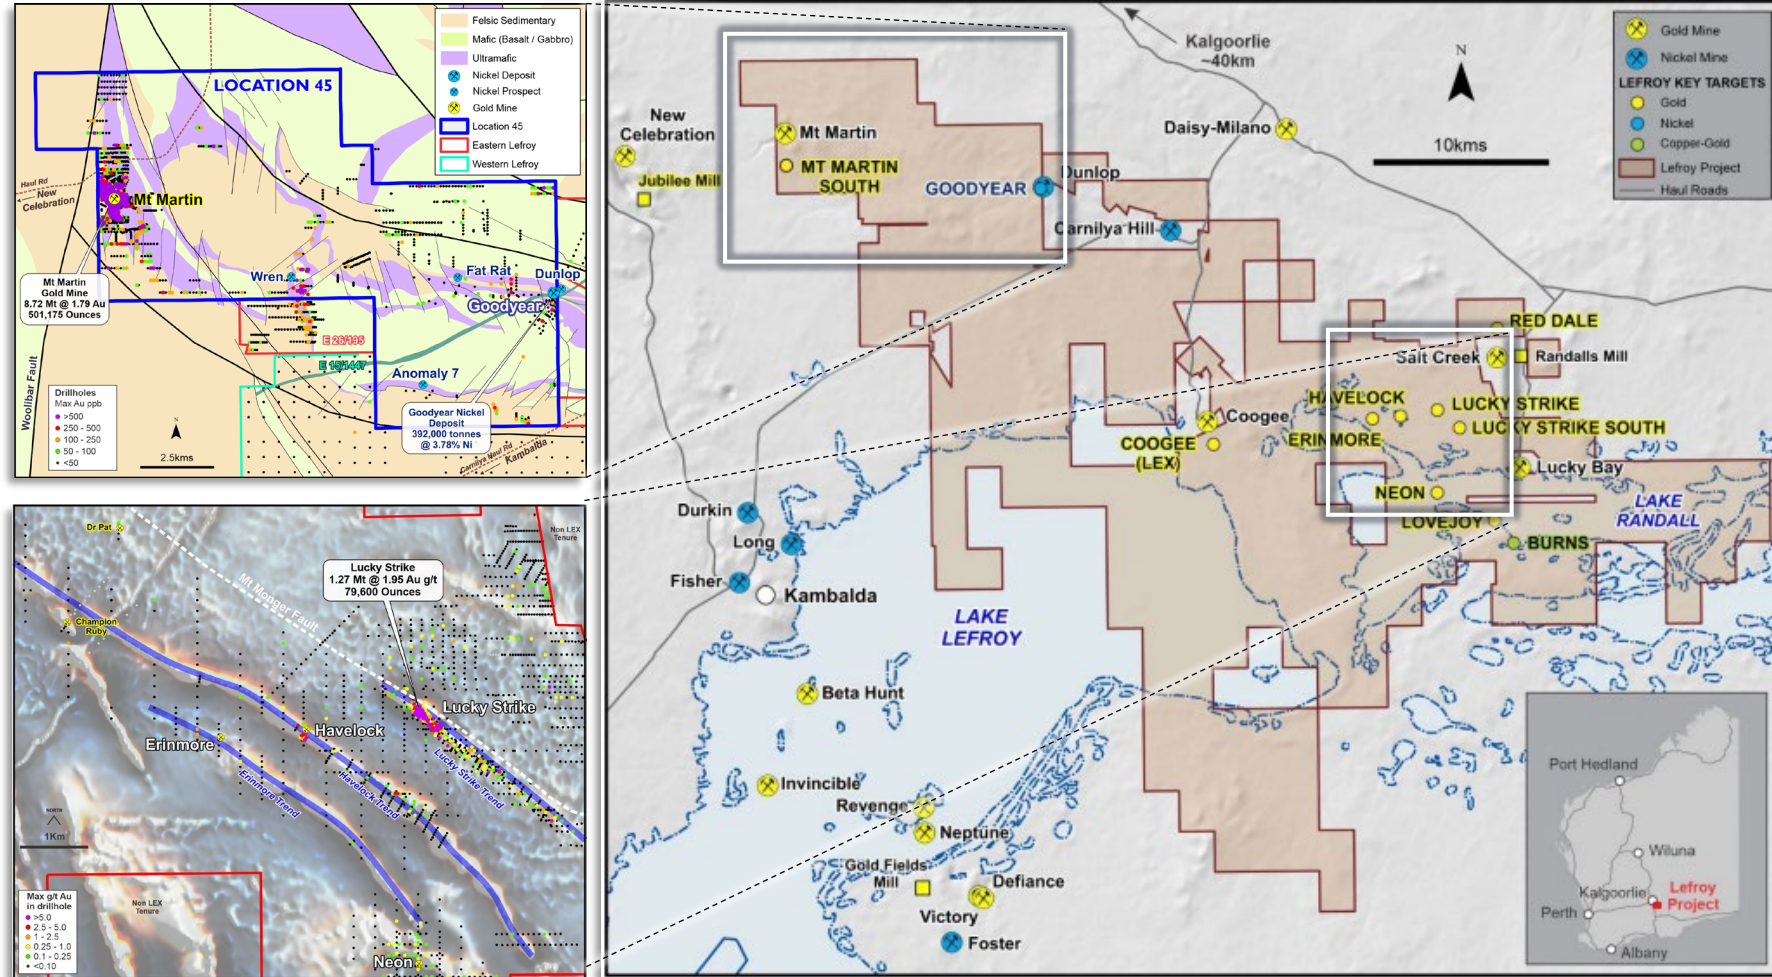 Felsic Sedimentary
Mafic (Basalt / Gabbro)
Ultramafic
Nickel Deposit
Nickel Prospect
Gold Mine
Location 45
Eastern Lefroy
Western Lefroy
LOCATION 45
Haul Rd
New
Celebration
Mt Martin
Mt Martin
Gold Mine
8.72 Mt @ 1.79 Au
501,175 Ounces
Wren
Fat Rat
Dunlop
Goodyear
E 26/195
E 15/1447
Anomaly 7
Goodyear Nickel
Deposit
392,000 tonnes
@ 3.78% Ni
Woolibar Fault
Drillholes
Max Au ppb
>500
250 - 500
100 - 250
50 - 100
<50
N
2.5kms
Carnilya Neuf Rd
Kambalda
Dr Pat
Non LEX
Tenure
Lucky Strike
1.27 Mt @ 1.95 Au g/t
79,600 Ounces
Mt Monger Fault
Champion
Ruby
Lucky Strike
Havelock
Erinmore
Erinmore Trend
Havelock Trend
Lucky Strike Trend
NORTH
1Km
Max g/t Au
in drillhole
>5.0
2.5 - 5.0
1 - 2.5
0.25 - 1.0
0.1 - 0.25
<0.10
Non LEX
Tenure
Neon
Kalgoorlie
~40km
N
10kms
Gold Mine
Nickel Mine
LEFROY KEY TARGETS
Gold
Nickel
Copper-Gold
Lefroy Project
Haul Roads
New
Celebration
Jubilee Mill
Mt Martin
MT MARTIN
SOUTH
GOODYEAR
Dunlop
Carnilya Hill
Daisy-Milano
RED DALE
Salt Creek
Randalls Mill
HAVELOCK
LUCKY STRIKE
LUCKY STRIKE SOUTH
ERINMORE
Coogee
COOGEE
(LEX)
Lucky Bay
NEON
LOVEJOY
BURNS
LAKE
RANDALL
Durkin
Long
Fisher
Kambalda
LAKE
LEFROY
Beta Hunt
Invincible
Revenge
Neptune
Gold Fields
Mill
Defiance
Victory
Foster
Port Hedland
Wiluna
Kalgoorlie
Lefroy
Project
Perth
Albany